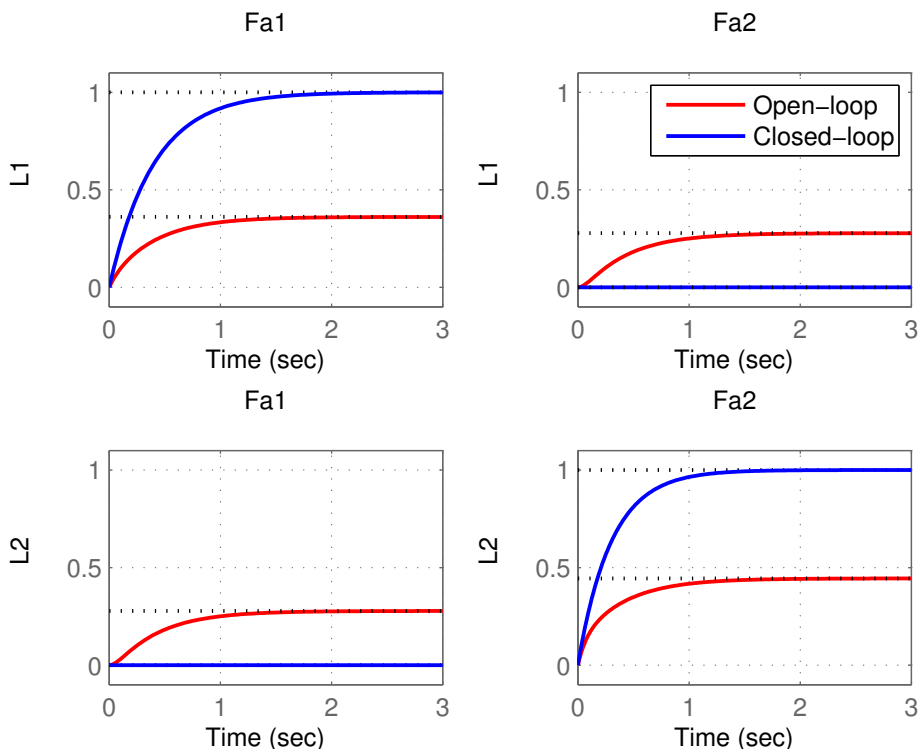 Fa1
Fa2
L1
1
0.5
0
0 1 2 3
Time (sec)
L1
1
0.5
0
0 1 2 3
Time (sec)
Open−loop
Closed−loop
Fa1
Fa2
L2
1
0.5
0
0 1 2 3
Time (sec)
L2
1
0.5
0
0 1 2 3
Time (sec)